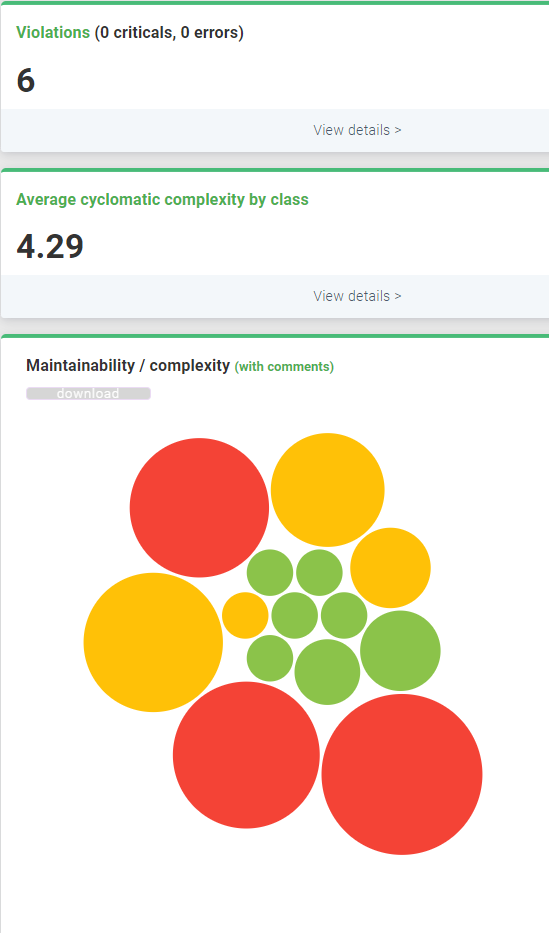 Violations (0 criticals, 0 errors)
6
View details >
Average cyclomatic complexity by class
4.29
View details >
Maintainability / complexity (with comments)
download